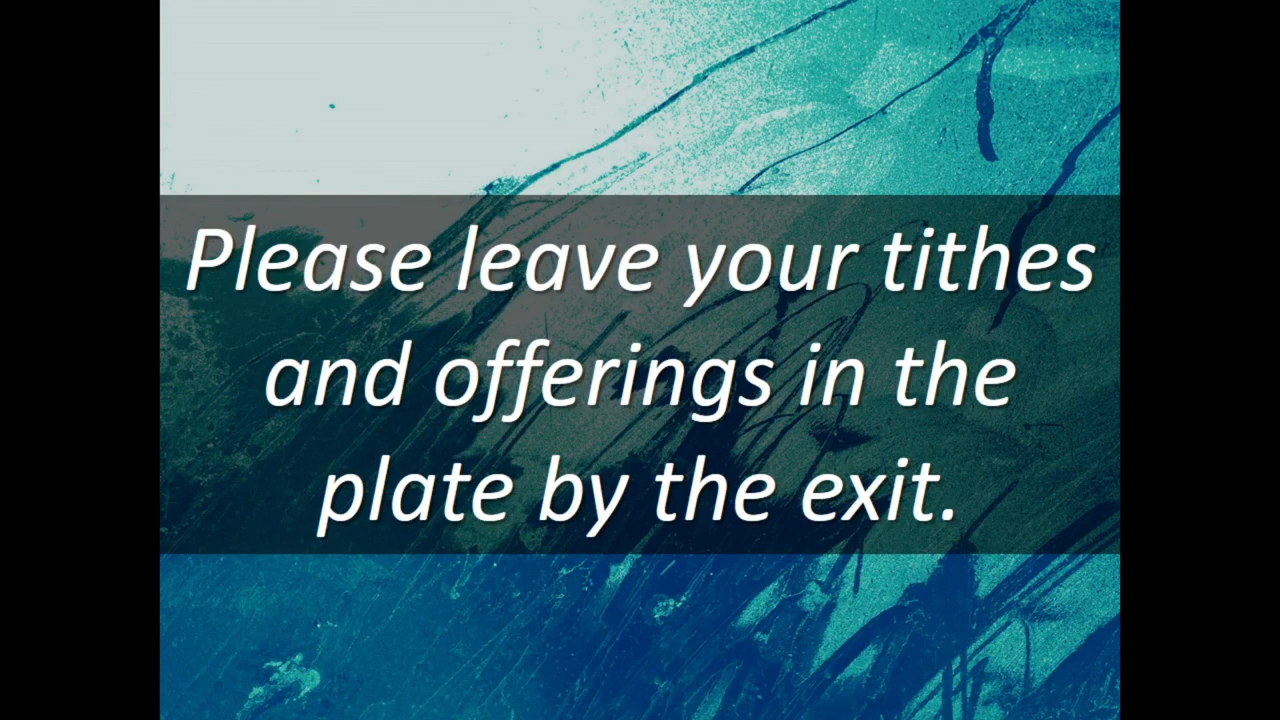 Please leave your tithes
and offerings in the
plate by the exit.